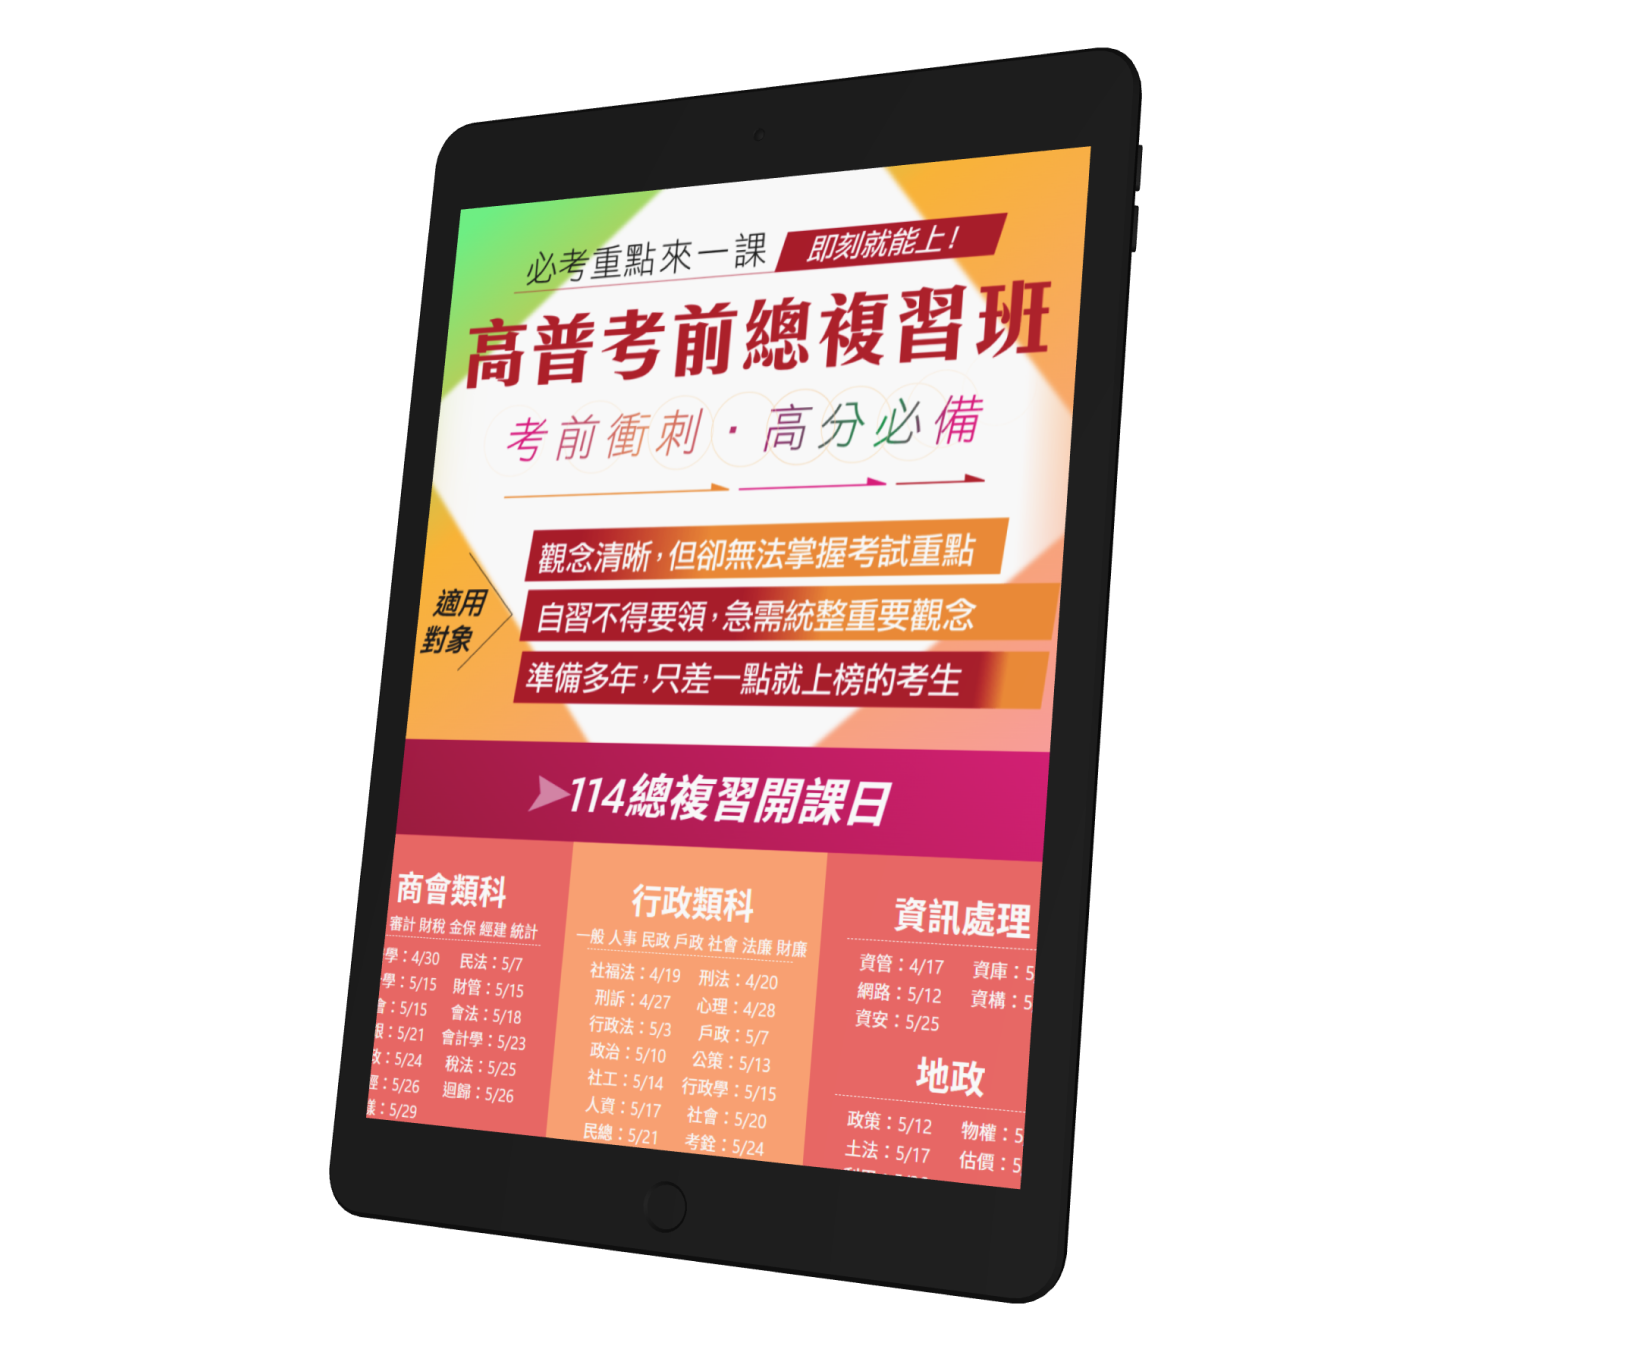 必考重點來一課 即刻就能上！
高普考前總複習班
考前衝刺・高分必備
適用
對象
觀念清晰，但卻無法掌握考試重點
自習不得要領，急需統整重要觀念
準備多年，只差一點就上榜的考生
114總複習開課日
商會類科
審計 財稅 金保 經建 統計
學：4/30 民法：5/7
學：5/15 財管：5/15
會：5/15 會法：5/18
：5/21 會計學：5/23
：5/24 稅法：5/25
：5/26 迴歸：5/26
：5/29
行政類科
一般 人事 民政 戶政 社會 法廉 財廉
社福法：4/19 刑法：4/20
刑訴：4/27 心理：4/28
行政法：5/3 戶政：5/7
政治：5/10 公策：5/13
社工：5/14 行政學：5/15
人資：5/17 社會：5/20
民總：5/21 考銓：5/24
資訊處理
資管：4/17 資庫：5
網路：5/12 資構：5
資安：5/25
地政
政策：5/12 物權：5
土法：5/17 估價：5